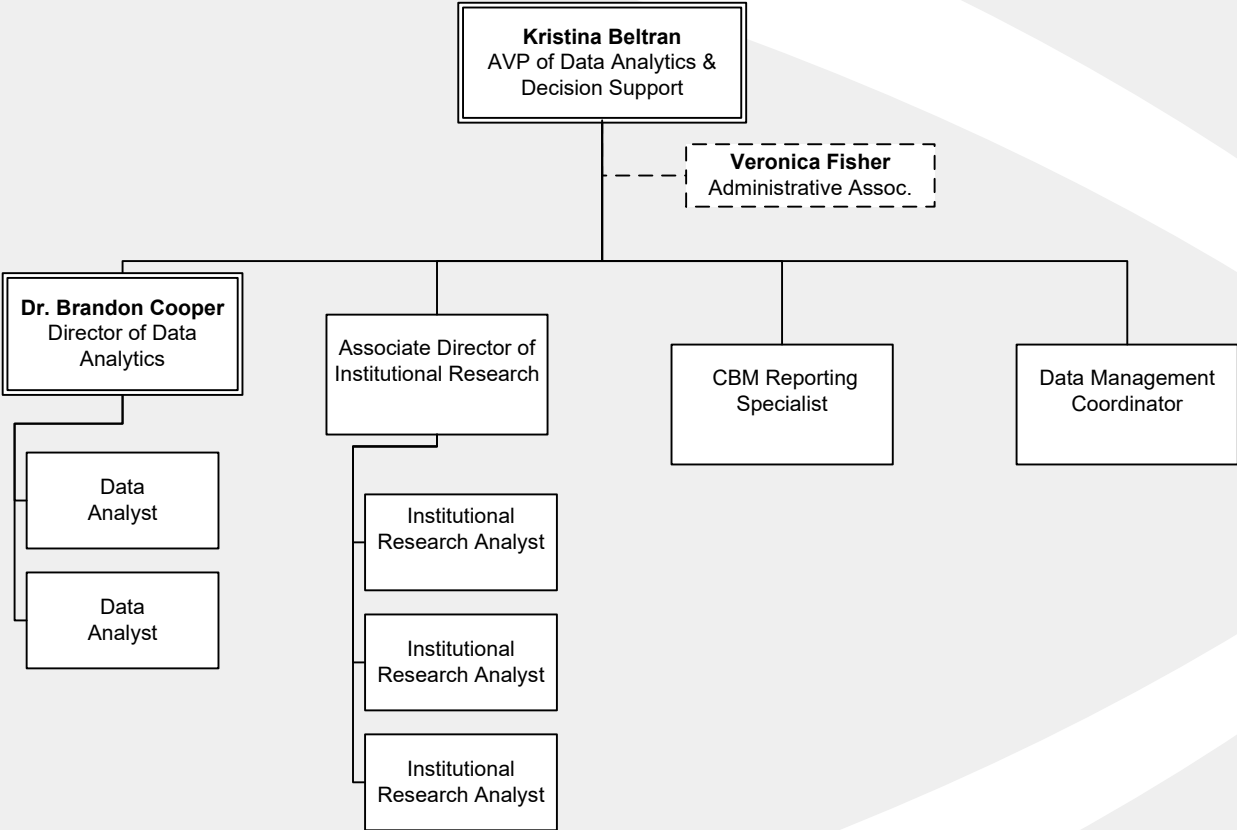 Kristina Beltran
AVP of Data Analytics &
Decision Support
Veronica Fisher
Administrative Assoc.
Dr. Brandon Cooper
Director of Data
Analytics
Associate Director of
Institutional Research
CBM Reporting
Specialist
Data Management
Coordinator
Data
Analyst
Data
Analyst
Institutional
Research Analyst
Institutional
Research Analyst
Institutional
Research Analyst